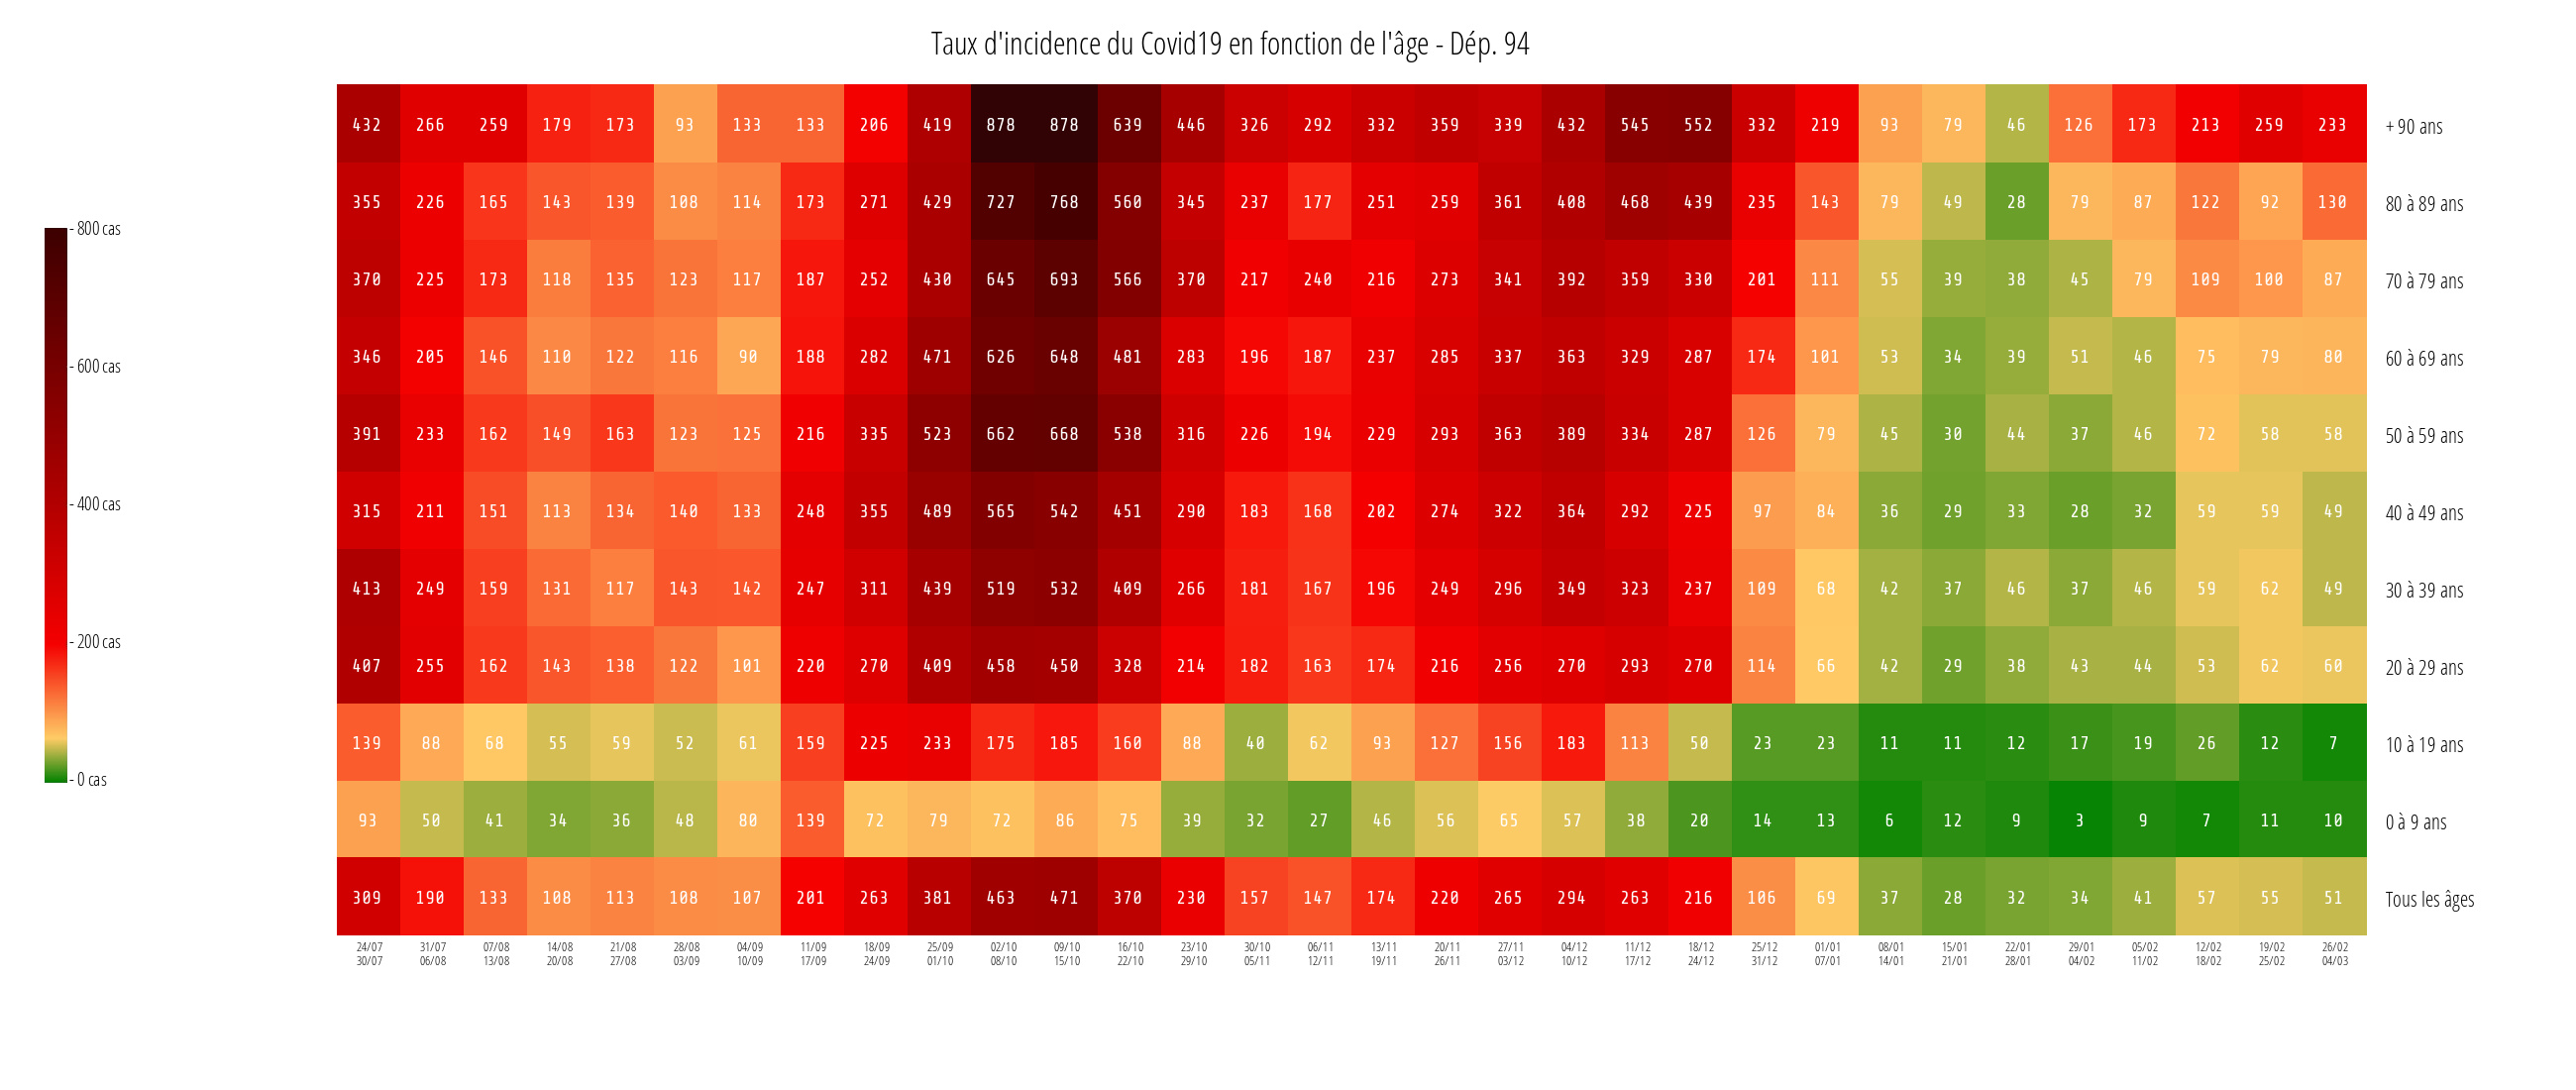 Taux d'incidence du Covid19 en fonction de l'âge - Dép. 94
- 800 cas
- 600 cas
- 400 cas
- 200 cas
- 0 cas
432 266 259 179 173 93 133 133 206 419 878 878 639 446 326 292 332 359 339 432 545 552 332 219 93 79 46 126 173 213 259 233 + 90 ans
355 226 165 143 139 108 114 173 271 429 727 768 560 345 237 177 251 259 361 408 468 439 235 143 79 49 28 79 87 122 92 130 80 à 89 ans
370 225 173 118 135 123 117 187 252 430 645 693 566 370 217 240 216 273 341 392 359 330 201 111 55 39 38 45 79 109 100 87 70 à 79 ans
346 205 146 110 122 116 90 188 282 471 626 648 481 283 196 187 237 285 337 363 329 287 174 101 53 34 39 51 46 75 79 80 60 à 69 ans
391 233 162 149 163 123 125 216 335 523 662 668 538 316 226 194 229 293 363 389 334 287 126 79 45 30 44 37 46 72 58 58 50 à 59 ans
315 211 151 113 134 140 133 248 355 489 565 542 451 290 183 168 202 274 322 364 292 225 97 84 36 29 33 28 32 59 59 49 40 à 49 ans
413 249 159 131 117 143 142 247 311 439 519 532 409 266 181 167 196 249 296 349 323 237 109 68 42 37 46 37 46 59 62 49 30 à 39 ans
407 255 162 143 138 122 101 220 270 409 458 450 328 214 182 163 174 216 256 270 293 270 114 66 42 29 38 43 44 53 62 60 20 à 29 ans
139 88 68 55 59 52 61 159 225 233 175 185 160 88 40 62 93 127 156 183 113 50 23 23 11 11 12 17 19 26 12 7 10 à 19 ans
93 50 41 34 36 48 80 139 72 79 72 86 75 39 32 27 46 56 65 57 38 20 14 13 6 12 9 3 9 7 11 10 0 à 9 ans
309 190 133 108 113 108 107 201 263 381 463 471 370 230 157 147 174 220 265 294 263 216 106 69 37 28 32 34 41 57 55 51 Tous les âges
24/07 31/07 07/08 14/08 21/08 28/08 04/09 11/09 18/09 25/09 02/10 09/10 16/10 23/10 30/10 06/11 13/11 20/11 27/11 04/12 11/12 18/12 25/12 01/01 08/01 15/01 22/01 29/01 05/02 12/02 19/02 26/02
30/07 06/08 13/08 20/08 27/08 03/09 10/09 17/09 24/09 01/10 08/10 15/10 22/10 29/10 05/11 12/11 19/11 26/11 03/12 10/12 17/12 24/12 31/12 07/01 14/01 21/01 28/01 04/02 11/02 18/02 25/02 04/03